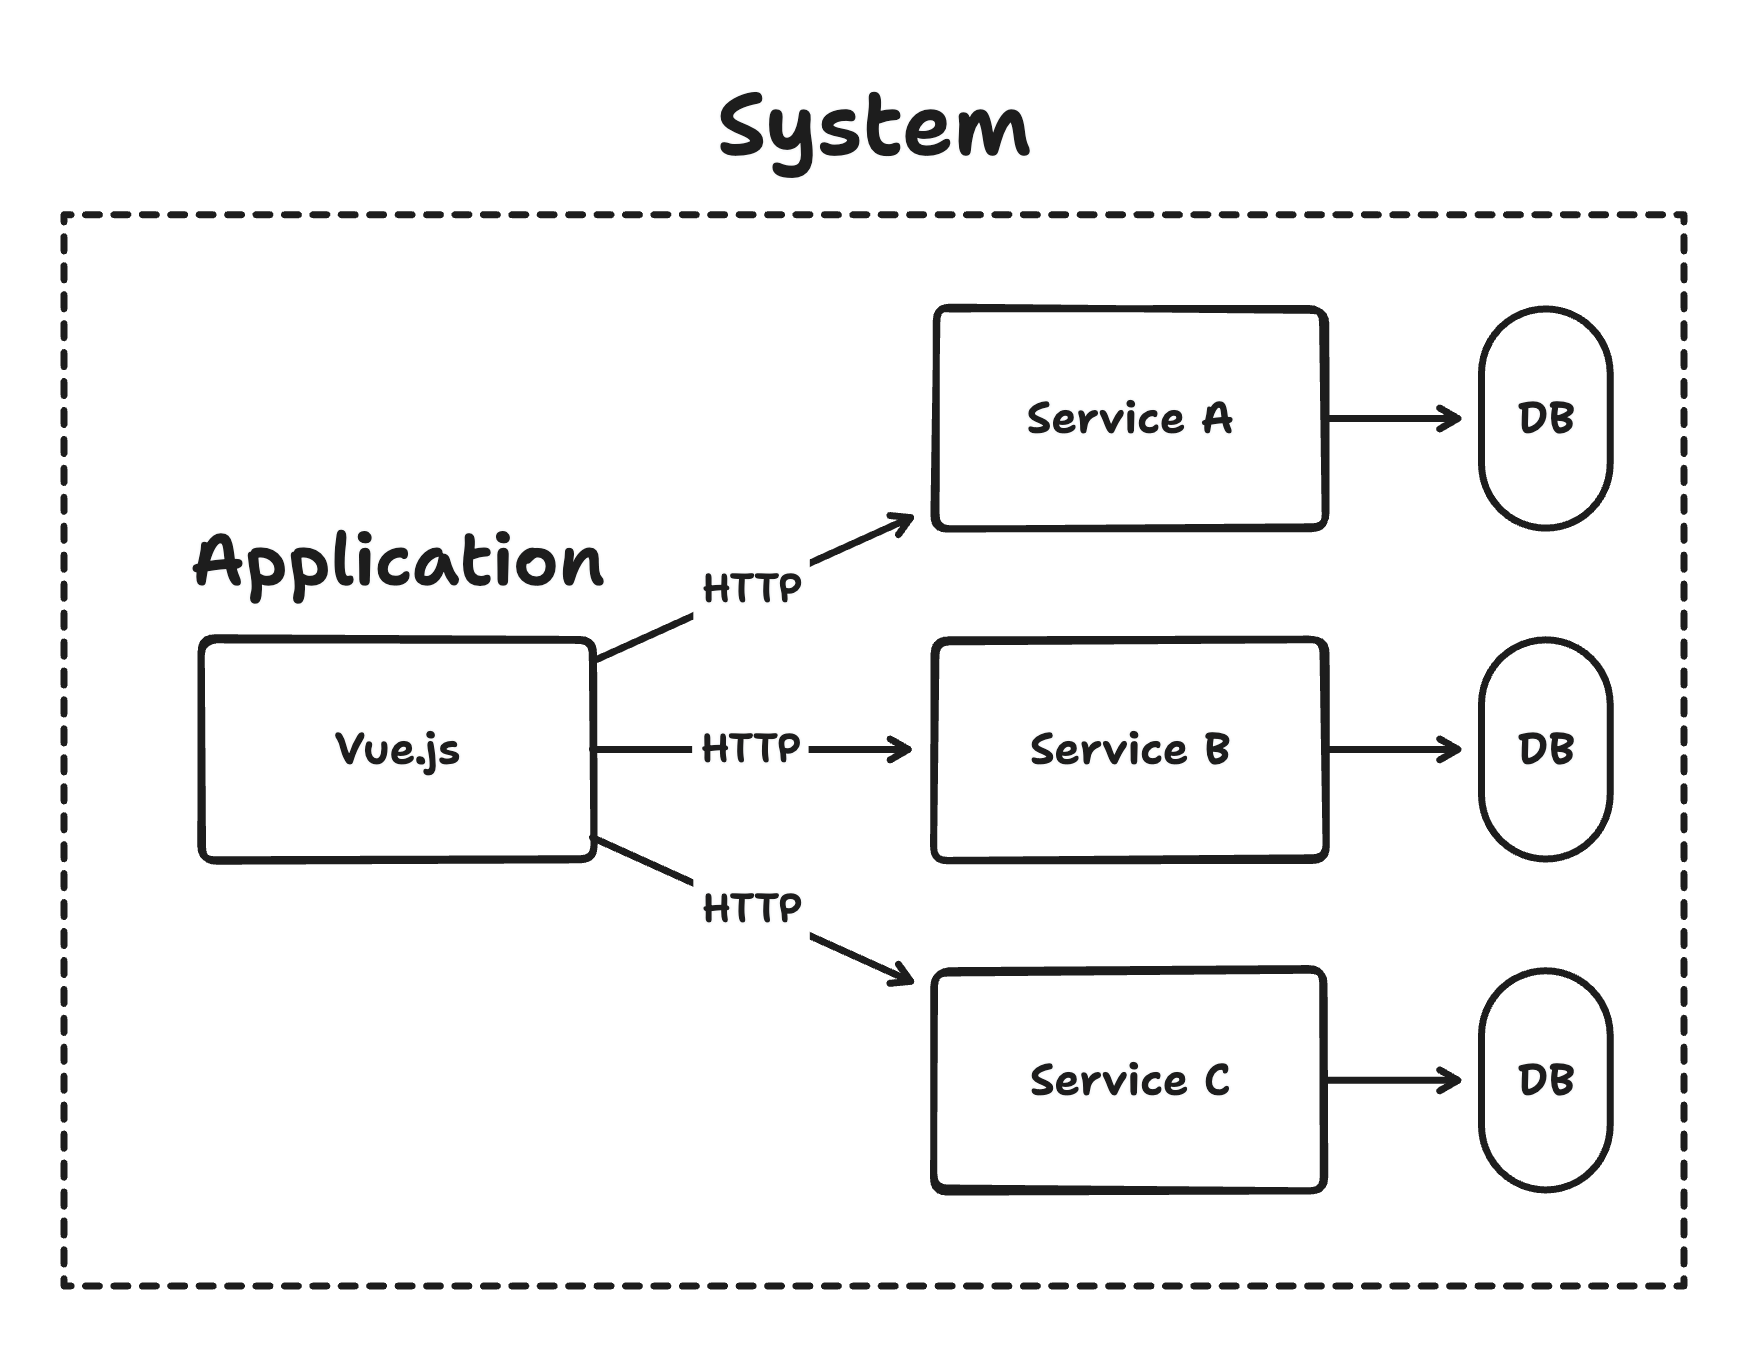 System
Application
Vue.js
HTTP
HTTP
HTTP
Service A
DB
Service B
DB
Service C
DB